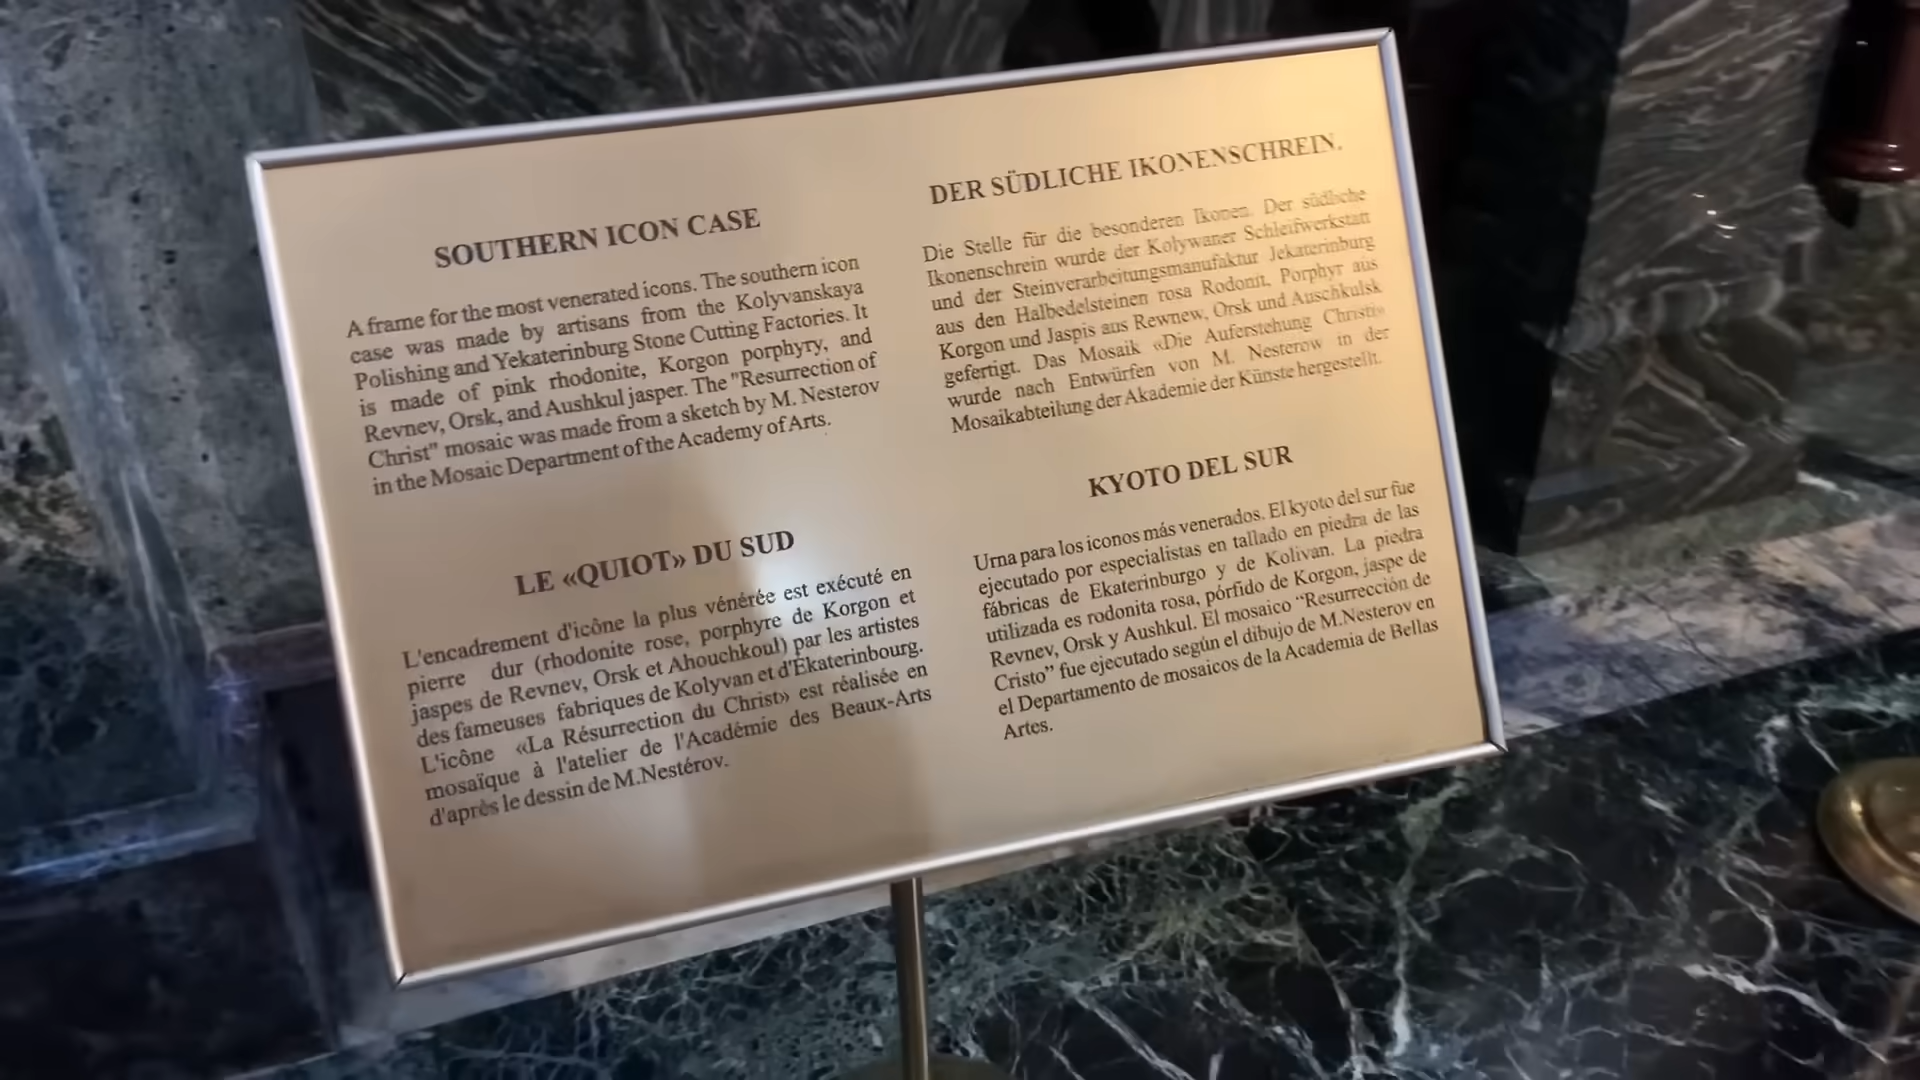 SOUTHERN ICON CASE
A frame for the most venerated icons. The southern icon
case was made by artisans from the Kolyvanskaya
Polishing and Yekaterinburg Stone Cutting Factories. It
is made of pink rhodonite, Korgon porphyry, and
Revnev, Orsk, and Aushkul jasper. The "Resurrection of
Christ" mosaic was made from a sketch by M. Nesterov
in the Mosaic Department of the Academy of Arts.
LE «QUIOT» DU SUD
L'encadrement d'icône la plus vénérée est exécuté en
pierre dur (rhodonite rose, porphyre de Korgon et
jaspes de Revnev, Orsk et Ahouchkoul) par les artistes
des fameuses fabriques de Kolyvan et d'Ekaterinbourg.
L'icône «La Résurrection du Christ» est réalisée en
mosaïque à l'atelier de l'Académie des Beaux-Arts
d'après le dessin de M.Nestérov.
DER SÜDLICHE IKONENSCHREIN.
Die Stelle für die besonderen Ikonen. Der südliche
Ikonenschrein wurde der Kolywaner Schleifwerkstatt
und der Steinverarbeitungsmanufaktur Jekaterinburg
aus den Halbedelsteinen rosa Rodonit, Porphyr aus
Korgon und Jaspis aus Rewnew, Orsk und Auschkulsk
gefertigt. Das Mosaik «Die Auferstehung Christi»
wurde nach Entwürfen von M. Nesterow in der
Mosaikabteilung der Akademie der Künste hergestellt.
KYOTO DEL SUR
Urna para los iconos más venerados. El kyoto del sur fue
ejecutado por especialistas en tallado en piedra de las
fábricas de Ekaterinburgo y de Kolivan. La piedra
utilizada es rodonita rosa, pórfido de Korgon, jaspe de
Revnev, Orsk y Aushkul. El mosaico “Resurrección de
Cristo” fue ejecutado según el dibujo de M.Nesterov en
el Departamento de mosaicos de la Academia de Bellas
Artes.